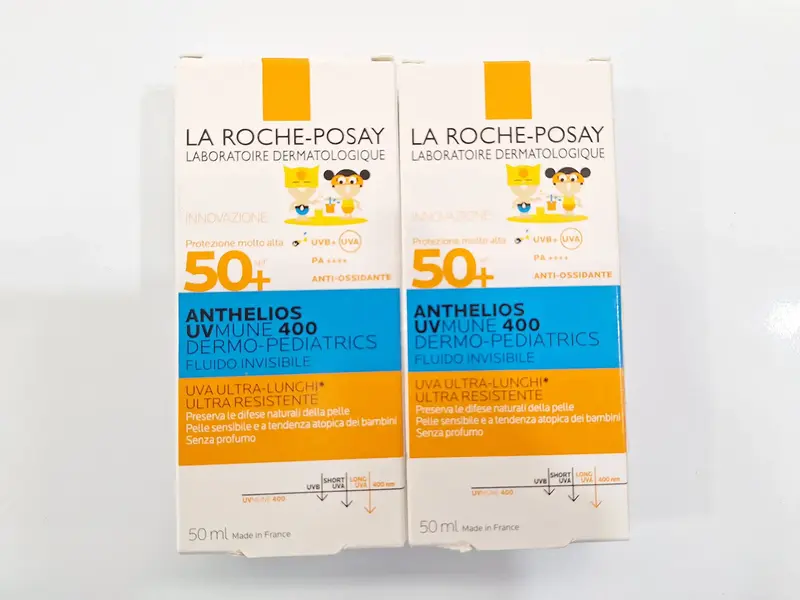 LA ROCHE-POSAY
LABORATOIRE DERMATOLOGIQUE
INNOVAZIONE
Protezione molto alta
50+
SPF
UVB+ UVA
PA ++++
ANTI-OSSIDANTE
ANTHELIOS
UVMUNE 400
DERMO-PEDIATRICS
FLUIDO INVISIBILE
UVA ULTRA-LUNGHI*
ULTRA RESISTENTE
Preserva le difese naturali della pelle
Pelle sensibile e a tendenza atopica dei bambini
Senza profumo
UVMUNE 400
UVB
SHORT UVA
LONG UVA
400 nm
50 ml Made in France
LA ROCHE-POSAY
LABORATOIRE DERMATOLOGIQUE
INNOVAZIONE
Protezione molto alta
50+
SPF
UVB+ UVA
PA ++++
ANTI-OSSIDANTE
ANTHELIOS
UVMUNE 400
DERMO-PEDIATRICS
FLUIDO INVISIBILE
UVA ULTRA-LUNGHI*
ULTRA RESISTENTE
Preserva le difese naturali della pelle
Pelle sensibile e a tendenza atopica dei bambini
Senza profumo
UVMUNE 400
UVB
SHORT UVA
LONG UVA
400 nm
50 ml Made in France